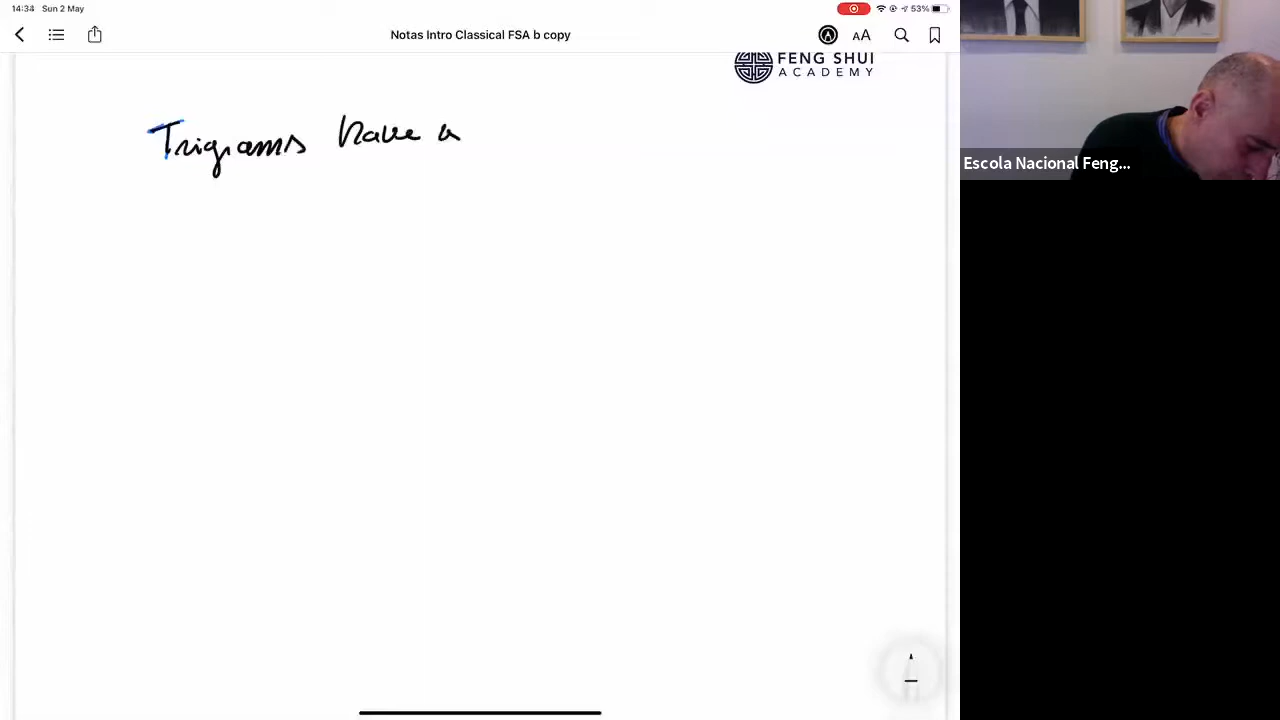 14:34 Sun 2 May
53%
Notas Intro Classical FSA b copy
AA
FENG SHUI
ACADEMY
Trigrams have a
Escola Nacional Feng...